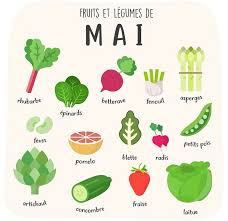 FRUITS ET LÉGUMES DE
MAI
rhubarbe
épinards
betterave
fenouil
asperges
fèves
pomelo
blette
radis
petits pois
artichaut
concombre
fraise
laitue